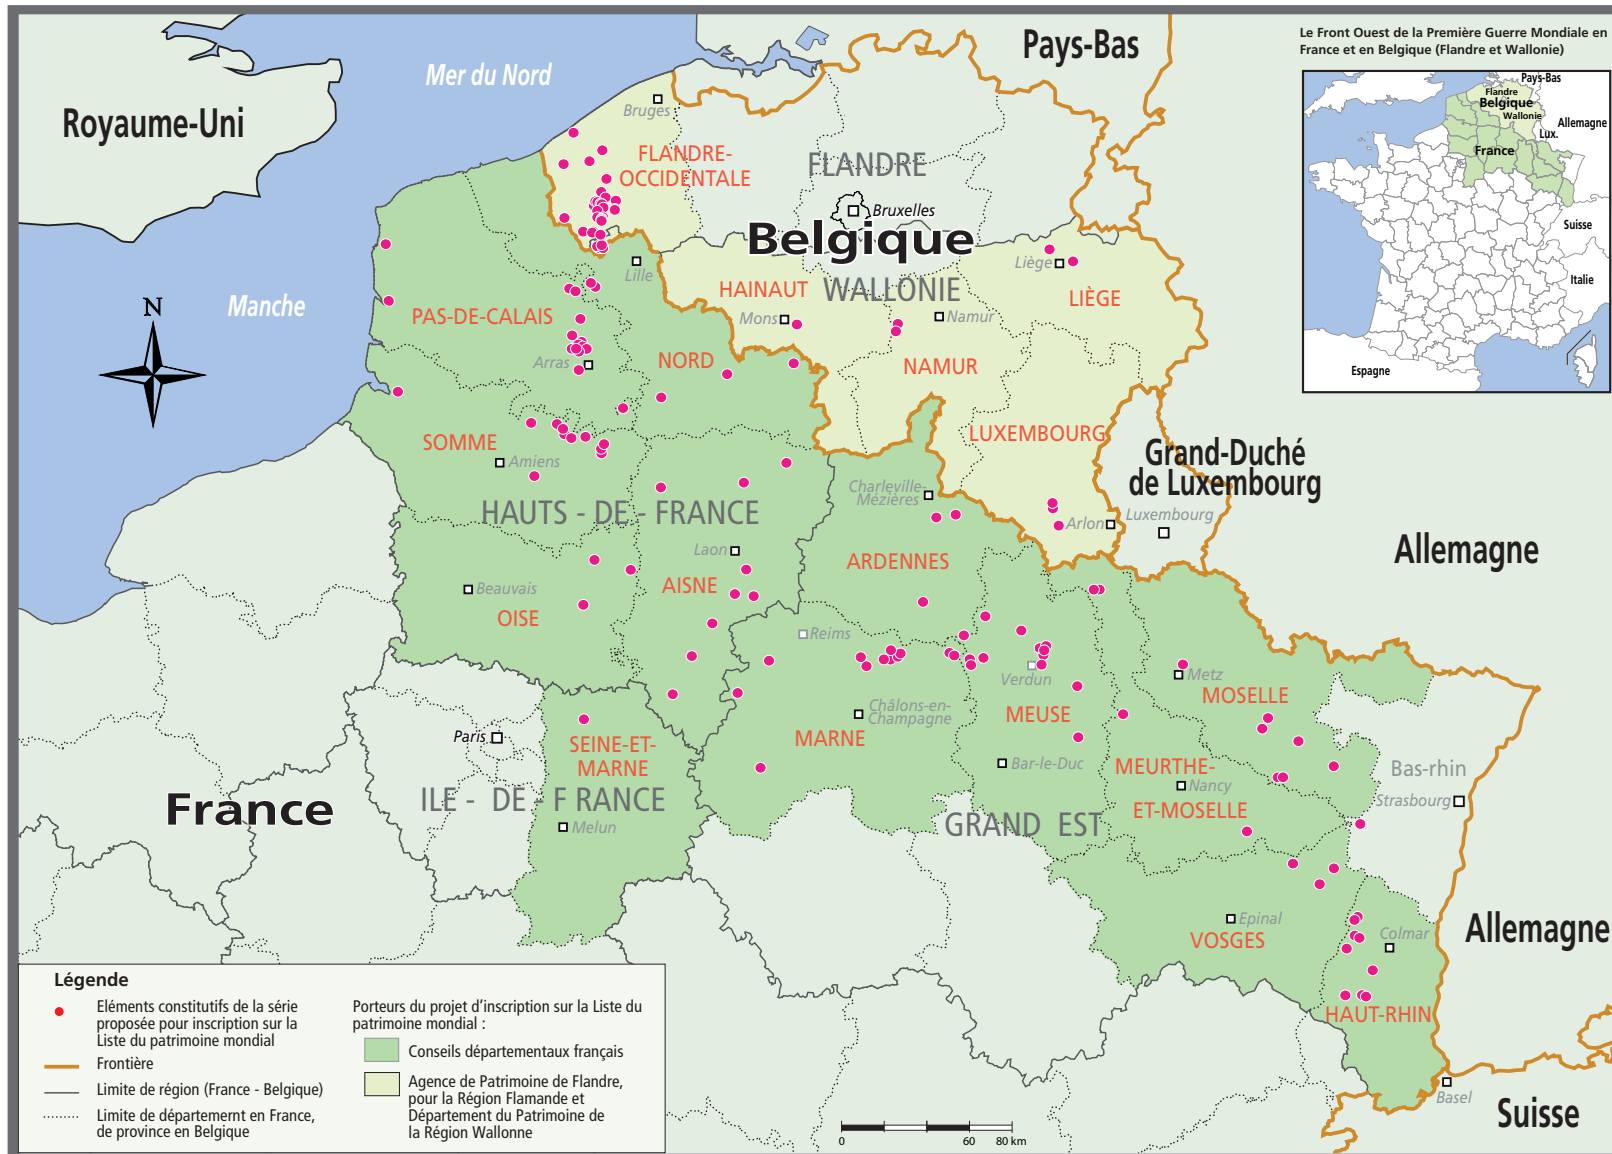 Le Front Ouest de la Première Guerre Mondiale en
France et en Belgique (Flandre et Wallonie)
Pays-Bas
Flandre
Belgique
Wallonie
Allemagne
Lux.
France
Suisse
Italie
Espagne
Pays-Bas
Mer du Nord
Royaume-Uni
Bruges
FLANDRE-
OCCIDENTALE
FLANDRE
Bruxelles
Belgique
Lille
Liège
LIÈGE
HAINAUT
WALLONIE
Manche
N
PAS-DE-CALAIS
Mons
Namur
Arras
NORD
NAMUR
SOMME
Amiens
LUXEMBOURG
Grand-Duché
de Luxembourg
Charleville-
Mézières
HAUTS - DE - FRANCE
Arlon
Luxembourg
Allemagne
Laon
ARDENNES
Beauvais
AISNE
OISE
Reims
Verdun
Metz
MOSELLE
Châlons-en-
Champagne
MEUSE
MARNE
Paris
SEINE-ET-
MARNE
Bar-le-Duc
MEURTHE-
ET-MOSELLE
Nancy
Bas-rhin
Strasbourg
France
ILE - DE - F RANCE
Melun
GRAND EST
Epinal
VOSGES
Colmar
Allemagne
HAUT-RHIN
Basel
Suisse
Légende
Eléments constitutifs de la série
proposée pour inscription sur la
Liste du patrimoine mondial
Frontière
Limite de région (France - Belgique)
Limite de départemernt en France,
de province en Belgique
Porteurs du projet d'inscription sur la Liste du
patrimoine mondial :
Conseils départementaux français
Agence de Patrimoine de Flandre,
pour la Région Flamande et
Département du Patrimoine de
la Région Wallonne
0 60 80 km